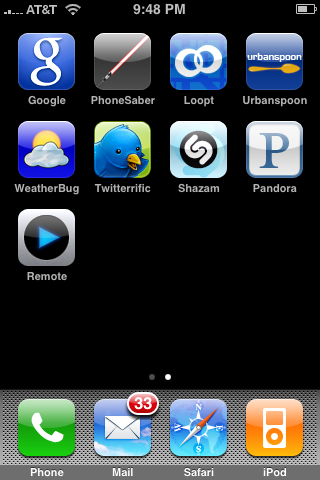 AT&T 9:48 PM
g urbanspoon
Google PhoneSaber Loopt Urbanspoon
P
WeatherBug Twitterrific Shazam Pandora
Remote
33
Phone Mail Safari iPod